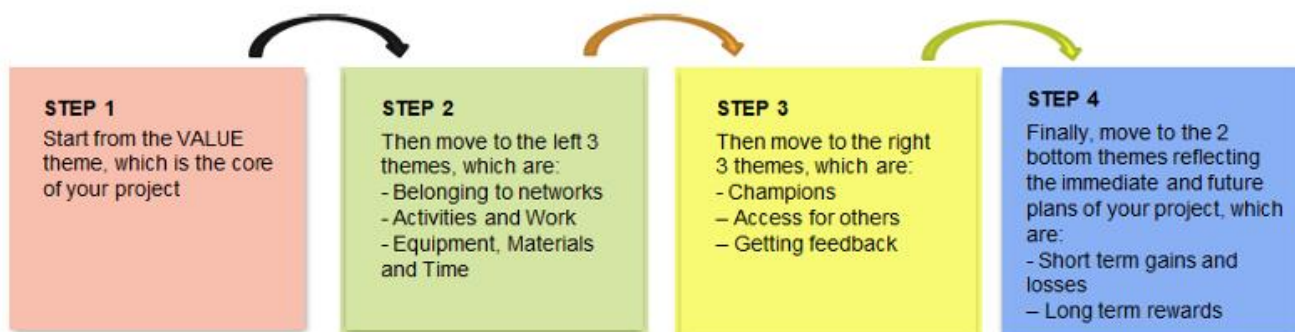 STEP 1
Start from the VALUE
theme, which is the core
of your project
STEP 2
Then move to the left 3
themes, which are:
- Belonging to networks
- Activities and Work
- Equipment, Materials
and Time
STEP 3
Then move to the right
3 themes, which are:
- Champions
– Access for others
– Getting feedback
STEP 4
Finally, move to the 2
bottom themes reflecting
the immediate and future
plans of your project, which
are:
- Short term gains and
losses
– Long term rewards